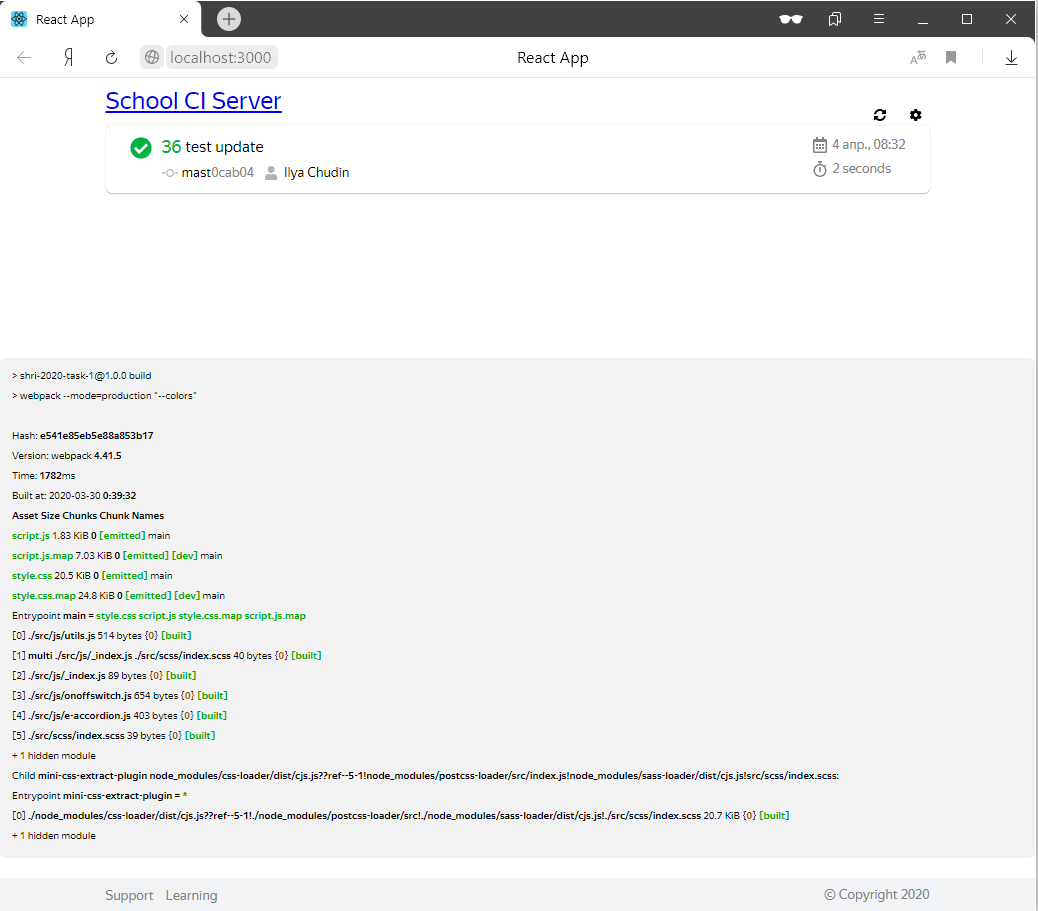 React App
Я localhost:3000 React App
School CI Server
36 test update
4 апр., 08:32
mast0cab04 Ilya Chudin
2 seconds
> shri-2020-task-1@1.0.0 build
> webpack --mode=production "--colors"
Hash: e541e85eb5e88a853b17
Version: webpack 4.41.5
Time: 1782ms
Built at: 2020-03-30 0:39:32
Asset Size Chunks Chunk Names
script.js 1.83 KiB 0 [emitted] main
script.js.map 7.03 KiB 0 [emitted] [dev] main
style.css 20.5 KiB 0 [emitted] main
style.css.map 24.8 KiB 0 [emitted] [dev] main
Entrypoint main = style.css script.js style.css.map script.js.map
[0] ./src/js/utils.js 514 bytes {0} [built]
[1] multi ./src/js/_index.js ./src/scss/index.scss 40 bytes {0} [built]
[2] ./src/js/_index.js 89 bytes {0} [built]
[3] ./src/js/onoffswitch.js 654 bytes {0} [built]
[4] ./src/js/e-accordion.js 403 bytes {0} [built]
[5] ./src/scss/index.scss 39 bytes {0} [built]
+ 1 hidden module
Child mini-css-extract-plugin node_modules/css-loader/dist/cjs.js??ref--5-1!node_modules/postcss-loader/src/index.js!node_modules/sass-loader/dist/cjs.js!src/scss/index.scss:
Entrypoint mini-css-extract-plugin = *
[0] ./node_modules/css-loader/dist/cjs.js??ref--5-1!./node_modules/postcss-loader/src!./node_modules/sass-loader/dist/cjs.js!./src/scss/index.scss 20.7 KiB {0} [built]
+ 1 hidden module
Support Learning © Copyright 2020